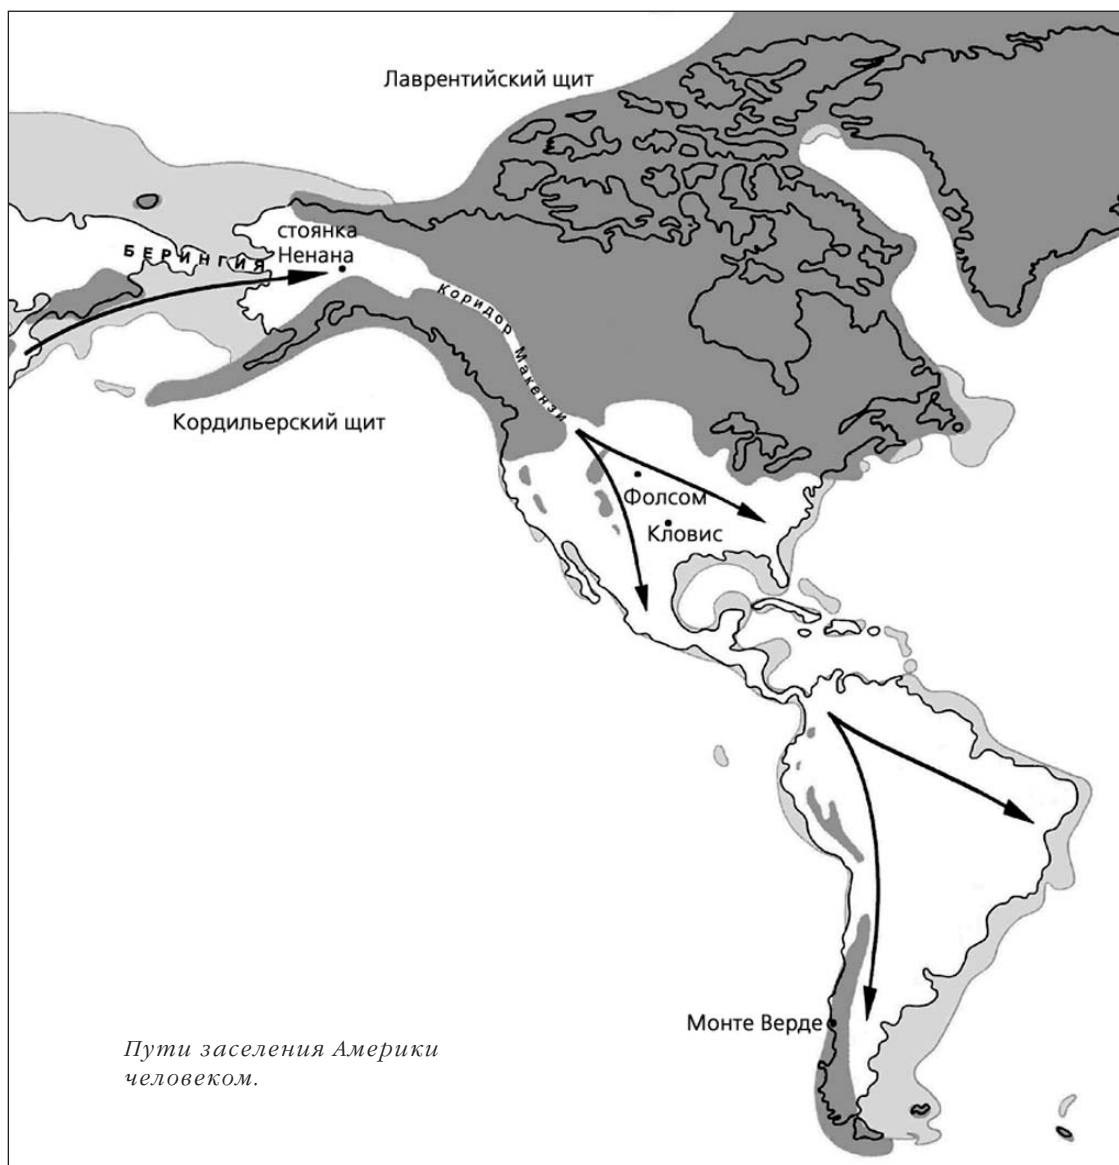 Лаврентийский щит
стоянка
Ненана
БЕРИНГИЯ
Коридор Макензи
Кордильерский щит
Фолсом
Кловис
Монте Верде
Пути заселения Америки
человеком.